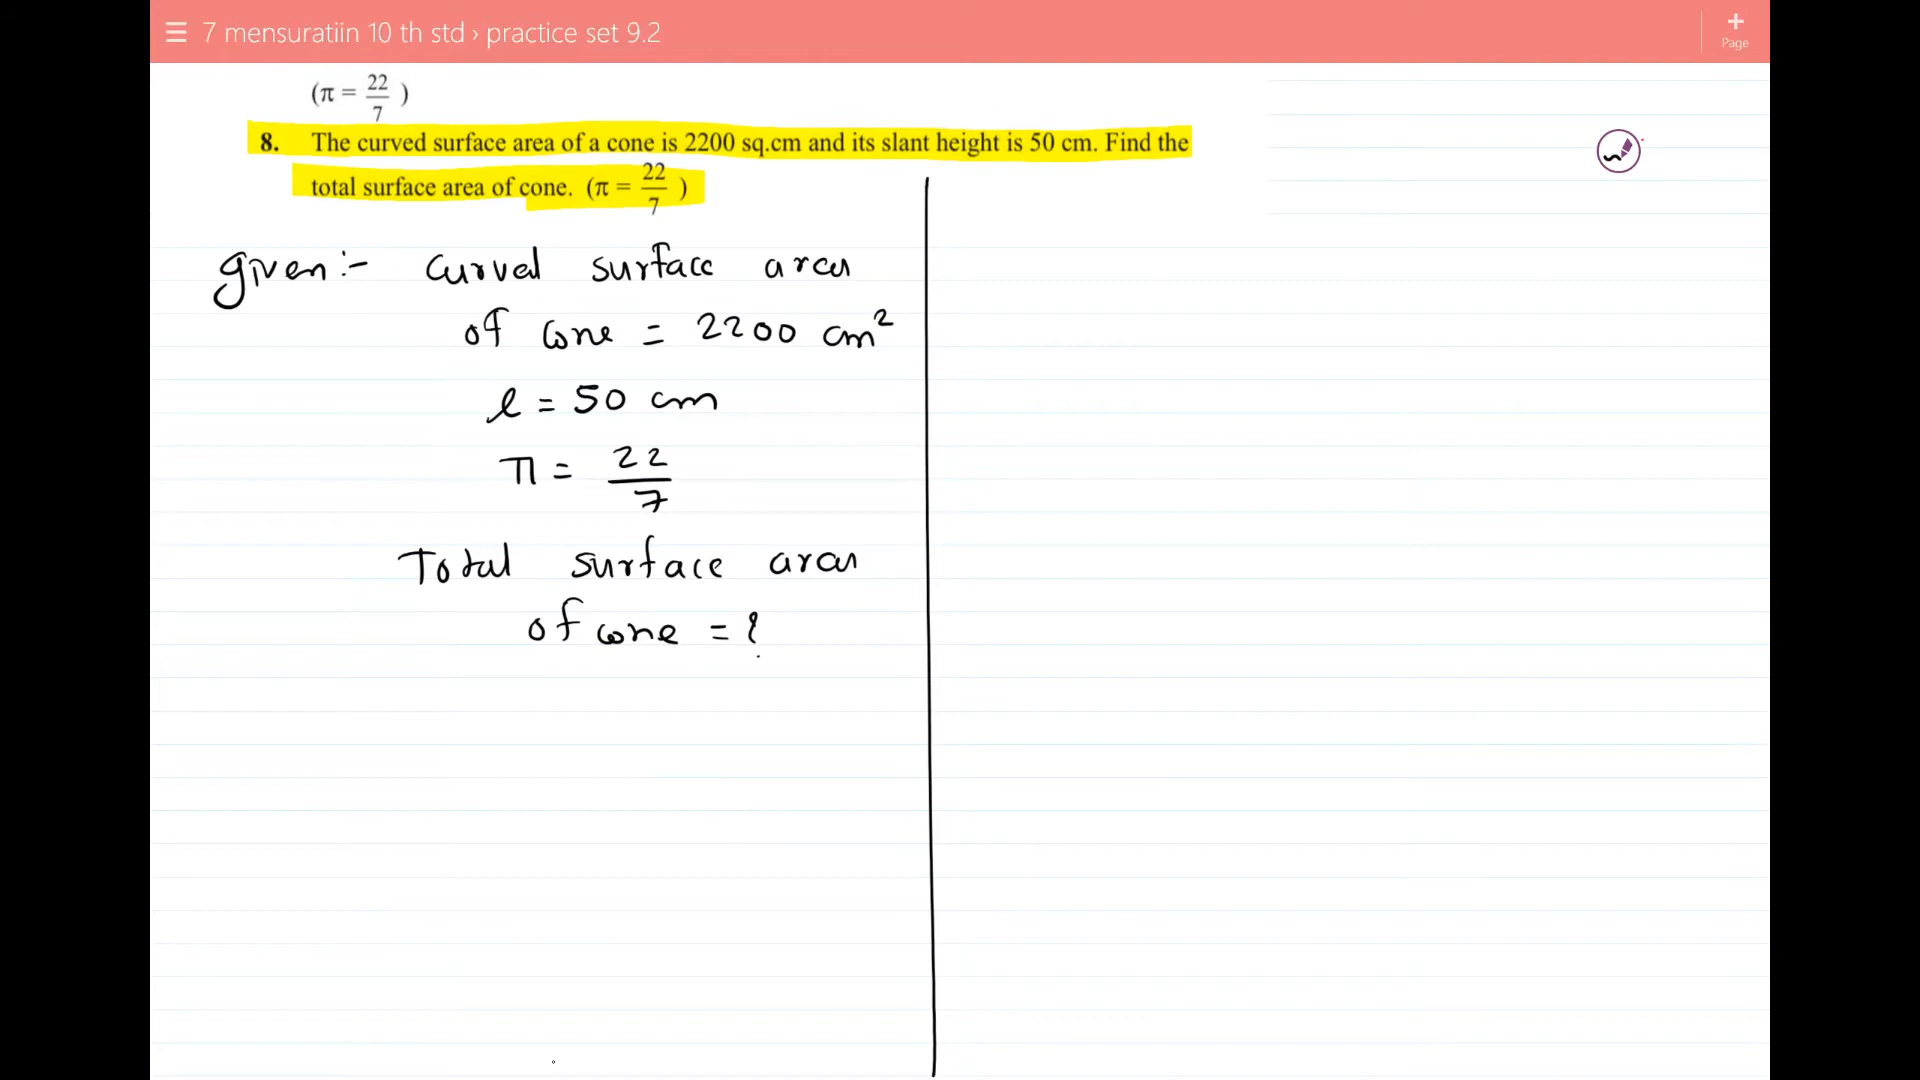 7 mensuratiin 10 th std › practice set 9.2
Page
(π = 22/7 )
8. The curved surface area of a cone is 2200 sq.cm and its slant height is 50 cm. Find the
total surface area of cone. (π = 22/7 )
Given:- Curved surface area
of cone = 2200 cm²
l = 50 cm
π = 22/7
Total surface area
of cone = ?